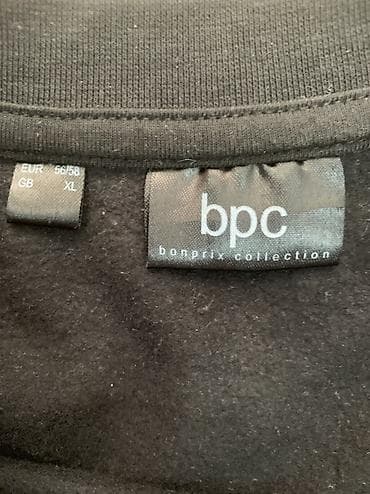 EUR 56/58
GB XL
bpc
bonprix collection